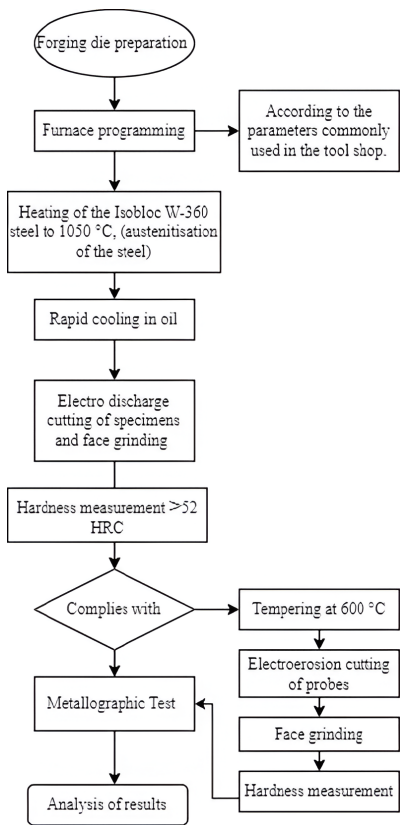 Forging die preparation
Furnace programming
According to the
parameters commonly
used in the tool shop.
Heating of the Isobloc W-360
steel to 1050 °C, (austenitisation
of the steel)
Rapid cooling in oil
Electro discharge
cutting of specimens
and face grinding
Hardness measurement >52
HRC
Complies with
Tempering at 600 °C
Electroerosion cutting
of probes
Metallographic Test
Face grinding
Hardness measurement
Analysis of results